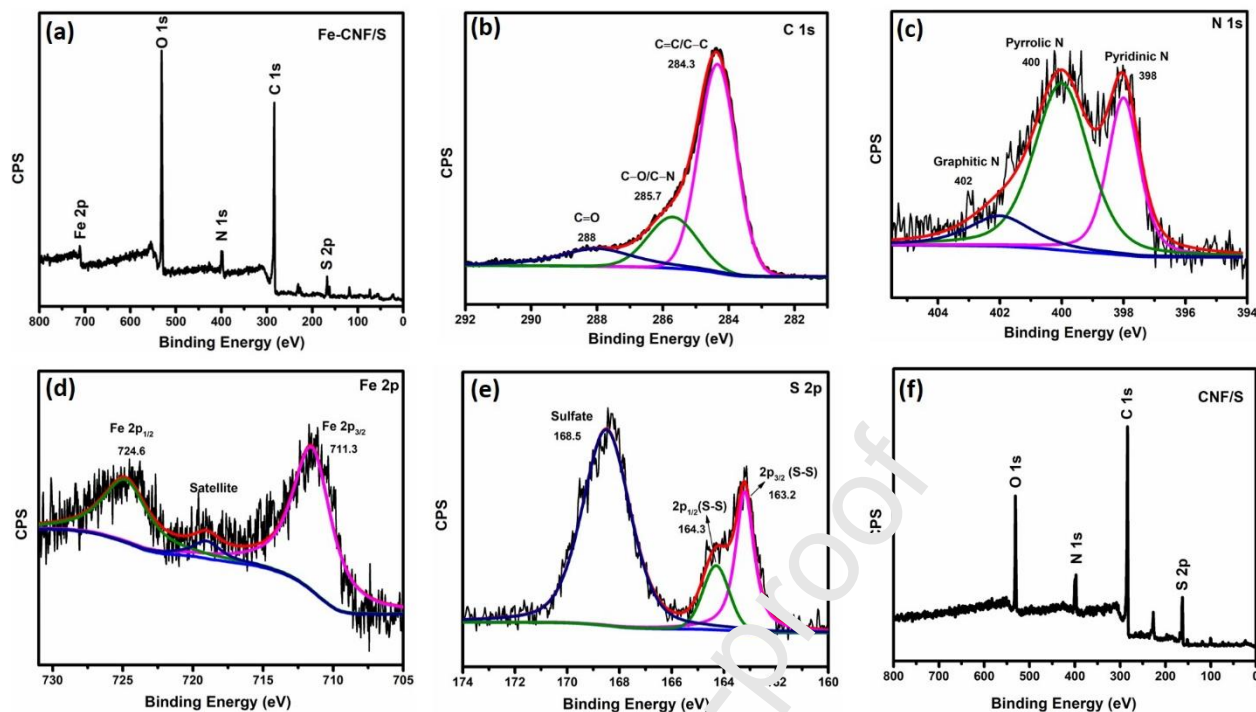 (a)
Fe-CNF/S
O 1s
C 1s
Fe 2p
N 1s
S 2p
CPS
800 700 600 500 400 300 200 100 0
Binding Energy (eV)
(b)
C 1s
C=C/C–C
284.3
C–O/C–N
285.7
C=O
288
CPS
292 290 288 286 284 282
Binding Energy (eV)
(c)
N 1s
Pyrrolic N
400
Pyridinic N
398
Graphitic N
402
CPS
404 402 400 398 396 394
Binding Energy (eV)
(d)
Fe 2p
Fe 2p1/2
724.6
Fe 2p3/2
711.3
Satellite
CPS
730 725 720 715 710 705
Binding Energy (eV)
(e)
S 2p
Sulfate
168.5
2p3/2 (S-S)
163.2
2p1/2(S-S)
164.3
CPS
174 172 170 168 166 164 162 160
Binding Energy (eV)
(f)
CNF/S
C 1s
O 1s
N 1s
S 2p
CPS
800 700 600 500 400 300 200 100 0
Binding Energy (eV)
-proof